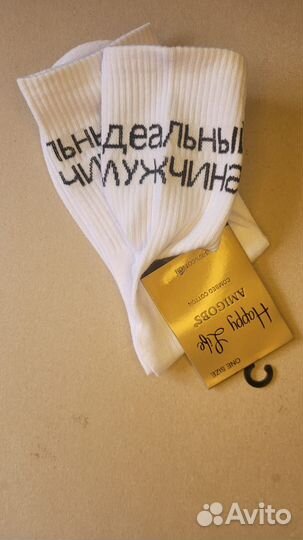 деальный
мужчина
льны
чи
Happy Life
AMIGOBS®
COMBED COTTON
ONE SIZE
Avito